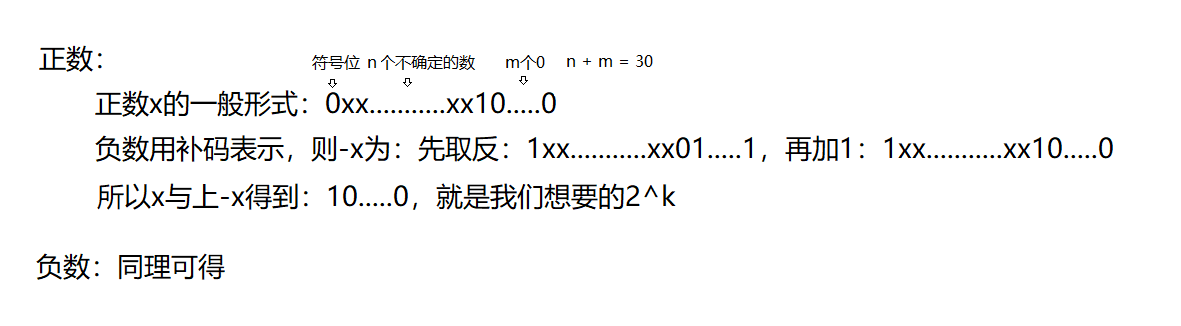 正数：
符号位 n个不确定的数 m个0 n + m = 30
正数x的一般形式：0xx...........xx10.....0
负数用补码表示，则-x为：先取反：1xx...........xx01.....1，再加1：1xx...........xx10.....0
所以x与上-x得到：10.....0，就是我们想要的2^k
负数：同理可得